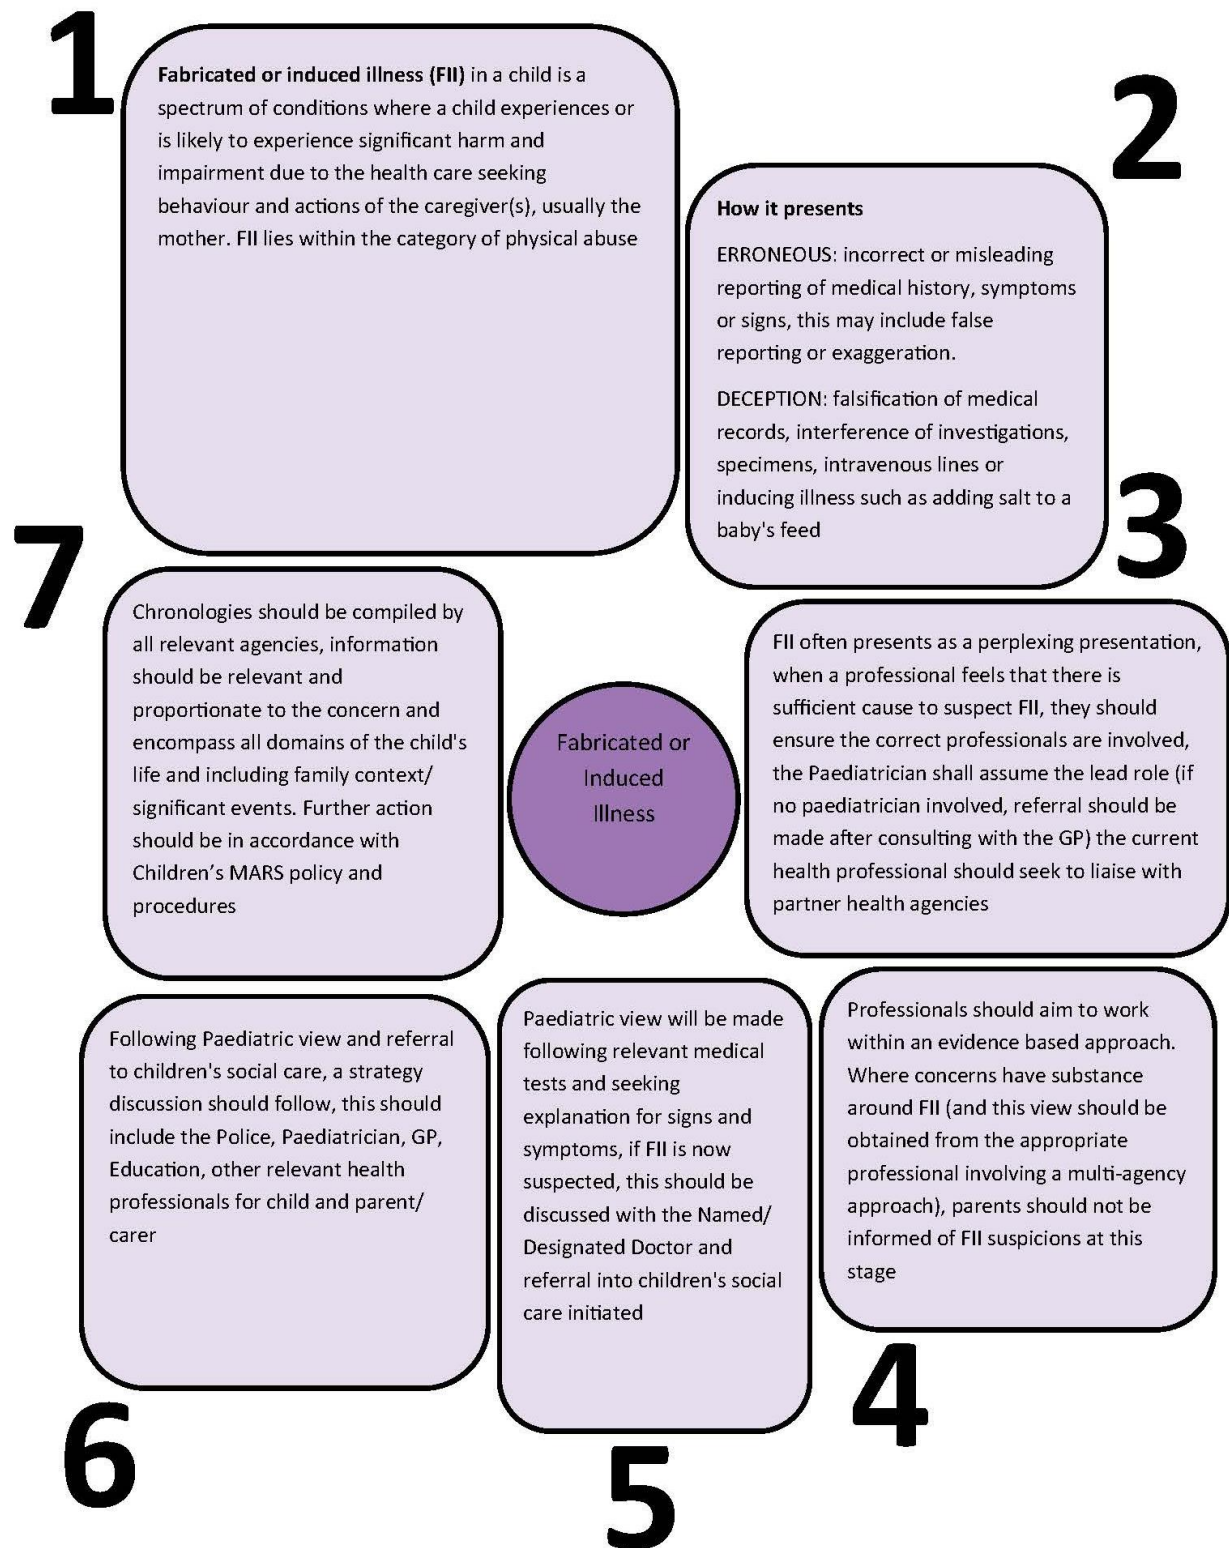 1
Fabricated or induced illness (FII) in a child is a
spectrum of conditions where a child experiences or
is likely to experience significant harm and
impairment due to the health care seeking
behaviour and actions of the caregiver(s), usually the
mother. FII lies within the category of physical abuse
2
How it presents
ERRONEOUS: incorrect or misleading
reporting of medical history, symptoms
or signs, this may include false
reporting or exaggeration.
DECEPTION: falsification of medical
records, interference of investigations,
specimens, intravenous lines or
inducing illness such as adding salt to a
baby's feed
3
FII often presents as a perplexing presentation,
when a professional feels that there is
sufficient cause to suspect FII, they should
ensure the correct professionals are involved,
the Paediatrician shall assume the lead role (if
no paediatrician involved, referral should be
made after consulting with the GP) the current
health professional should seek to liaise with
partner health agencies
4
Professionals should aim to work
within an evidence based approach.
Where concerns have substance
around FII (and this view should be
obtained from the appropriate
professional involving a multi-agency
approach), parents should not be
informed of FII suspicions at this
stage
5
Paediatric view will be made
following relevant medical
tests and seeking
explanation for signs and
symptoms, if FII is now
suspected, this should be
discussed with the Named/
Designated Doctor and
referral into children's social
care initiated
6
Following Paediatric view and referral
to children's social care, a strategy
discussion should follow, this should
include the Police, Paediatrician, GP,
Education, other relevant health
professionals for child and parent/
carer
7
Chronologies should be compiled by
all relevant agencies, information
should be relevant and
proportionate to the concern and
encompass all domains of the child's
life and including family context/
significant events. Further action
should be in accordance with
Children’s MARS policy and
procedures
Fabricated or
Induced
Illness